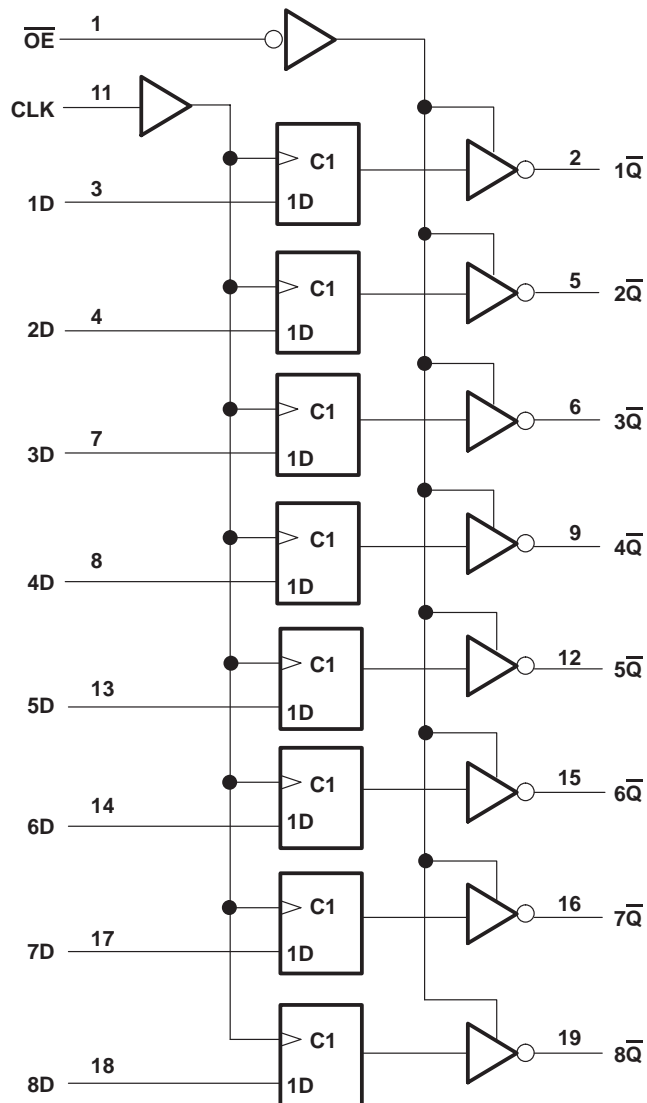 O̅E̅ 1
CLK 11
C1
1D 3 1D 2 1Q̅
C1
2D 4 1D 5 2Q̅
C1
3D 7 1D 6 3Q̅
C1
4D 8 1D 9 4Q̅
C1
5D 13 1D 12 5Q̅
C1
6D 14 1D 15 6Q̅
C1
7D 17 1D 16 7Q̅
C1
8D 18 1D 19 8Q̅